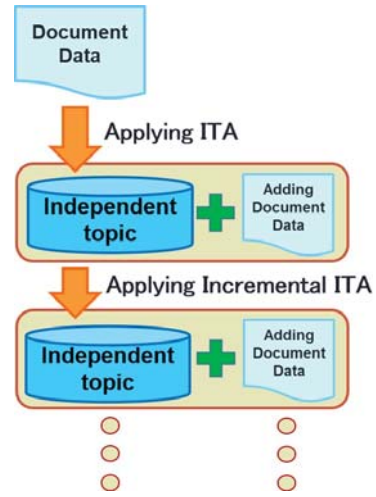 Document
Data
Applying ITA
Independent
topic
Adding
Document
Data
Applying Incremental ITA
Independent
topic
Adding
Document
Data